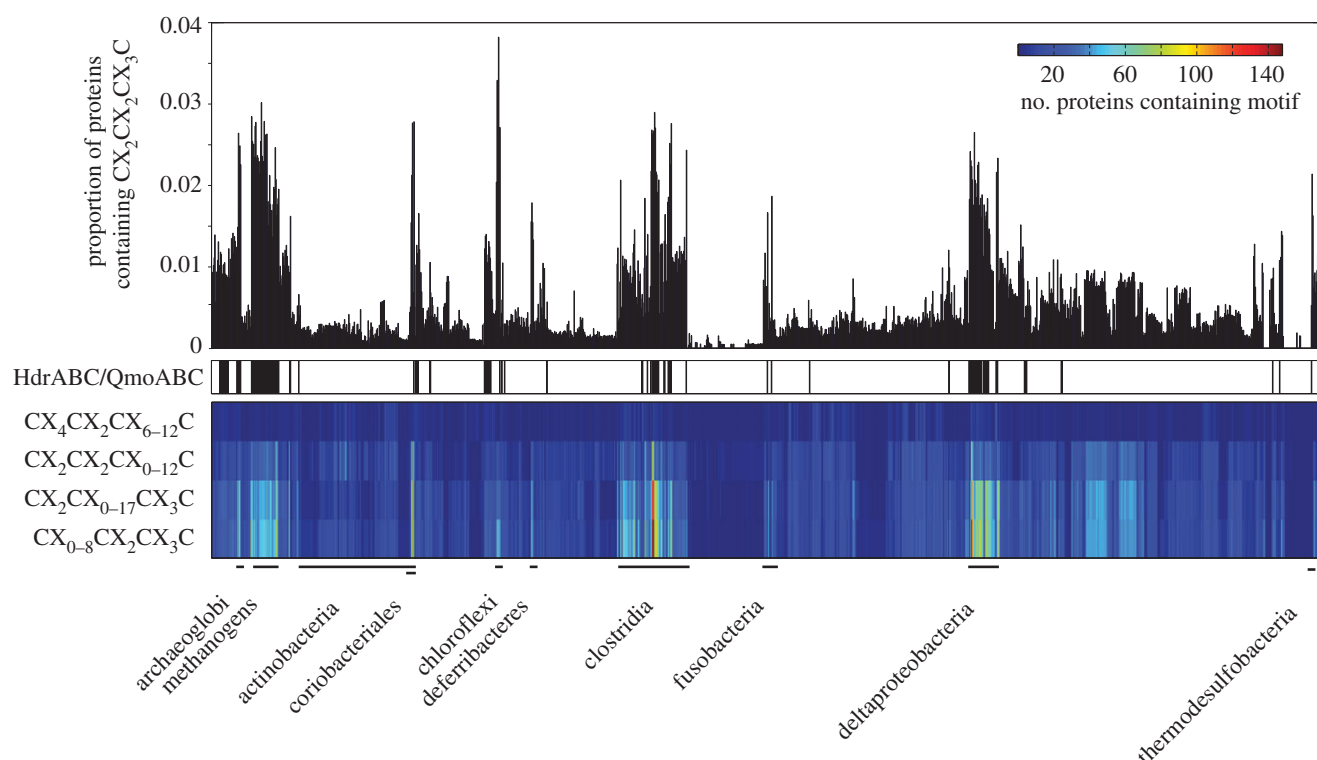 0.04
0.03
0.02
0.01
0
proportion of proteins
containing CX₂CX₂CX₃C
20 60 100 140
no. proteins containing motif
HdrABC/QmoABC
CX₄CX₂CX₆₋₁₂C
CX₂CX₂CX₀₋₁₂C
CX₂CX₀₋₁₇CX₃C
CX₀₋₈CX₂CX₃C
archaeoglobi
methanogens
actinobacteria
coriobacteriales
chloroflexi
deferribacteres
clostridia
fusobacteria
deltaproteobacteria
thermodesulfobacteria